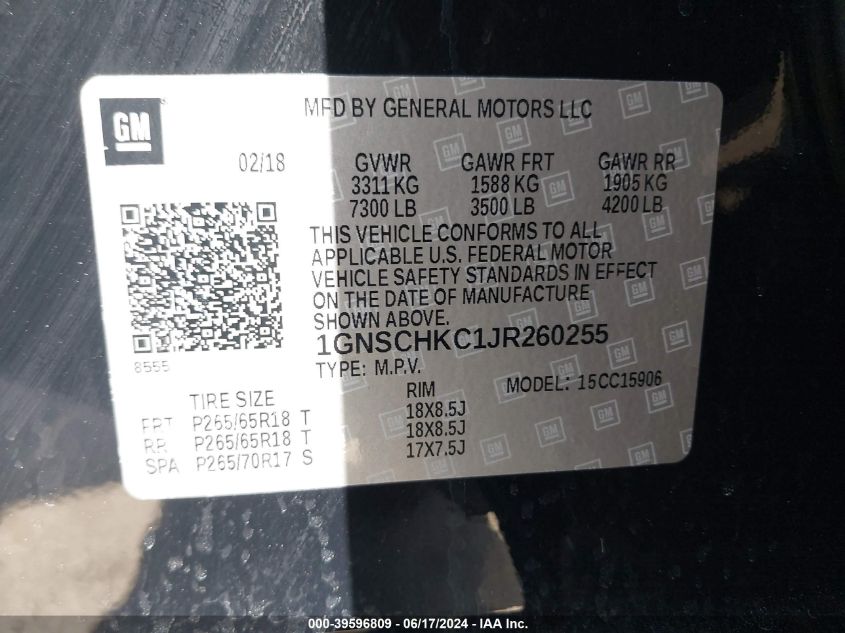 GM
MFD BY GENERAL MOTORS LLC
02/18 GVWR GAWR FRT GAWR RR
3311 KG 1588 KG 1905 KG
7300 LB 3500 LB 4200 LB
THIS VEHICLE CONFORMS TO ALL
APPLICABLE U.S. FEDERAL MOTOR
VEHICLE SAFETY STANDARDS IN EFFECT
ON THE DATE OF MANUFACTURE
SHOWN ABOVE.
1GNSCHKC1JR260255
8555
TYPE: M.P.V. MODEL: 15CC15906
TIRE SIZE RIM
FRT P265/65R18 T 18X8.5J
RR P265/65R18 T 18X8.5J
SPA P265/70R17 S 17X7.5J
000-39596809 - 06/17/2024 - IAAI Inc.